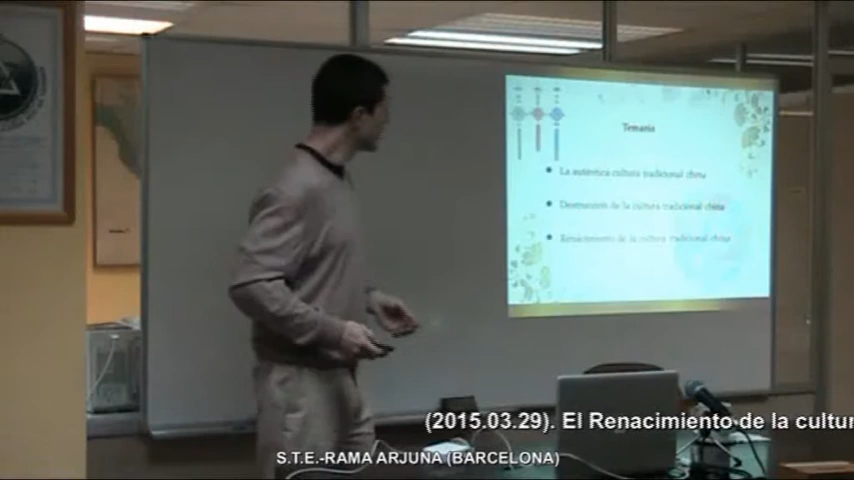 Temario
La auténtica cultura tradicional china
Destrucción de la cultura tradicional china
Renacimiento de la cultura tradicional china
(2015.03.29). El Renacimiento de la cultur
S.T.E.-RAMA ARJUNA (BARCELONA)